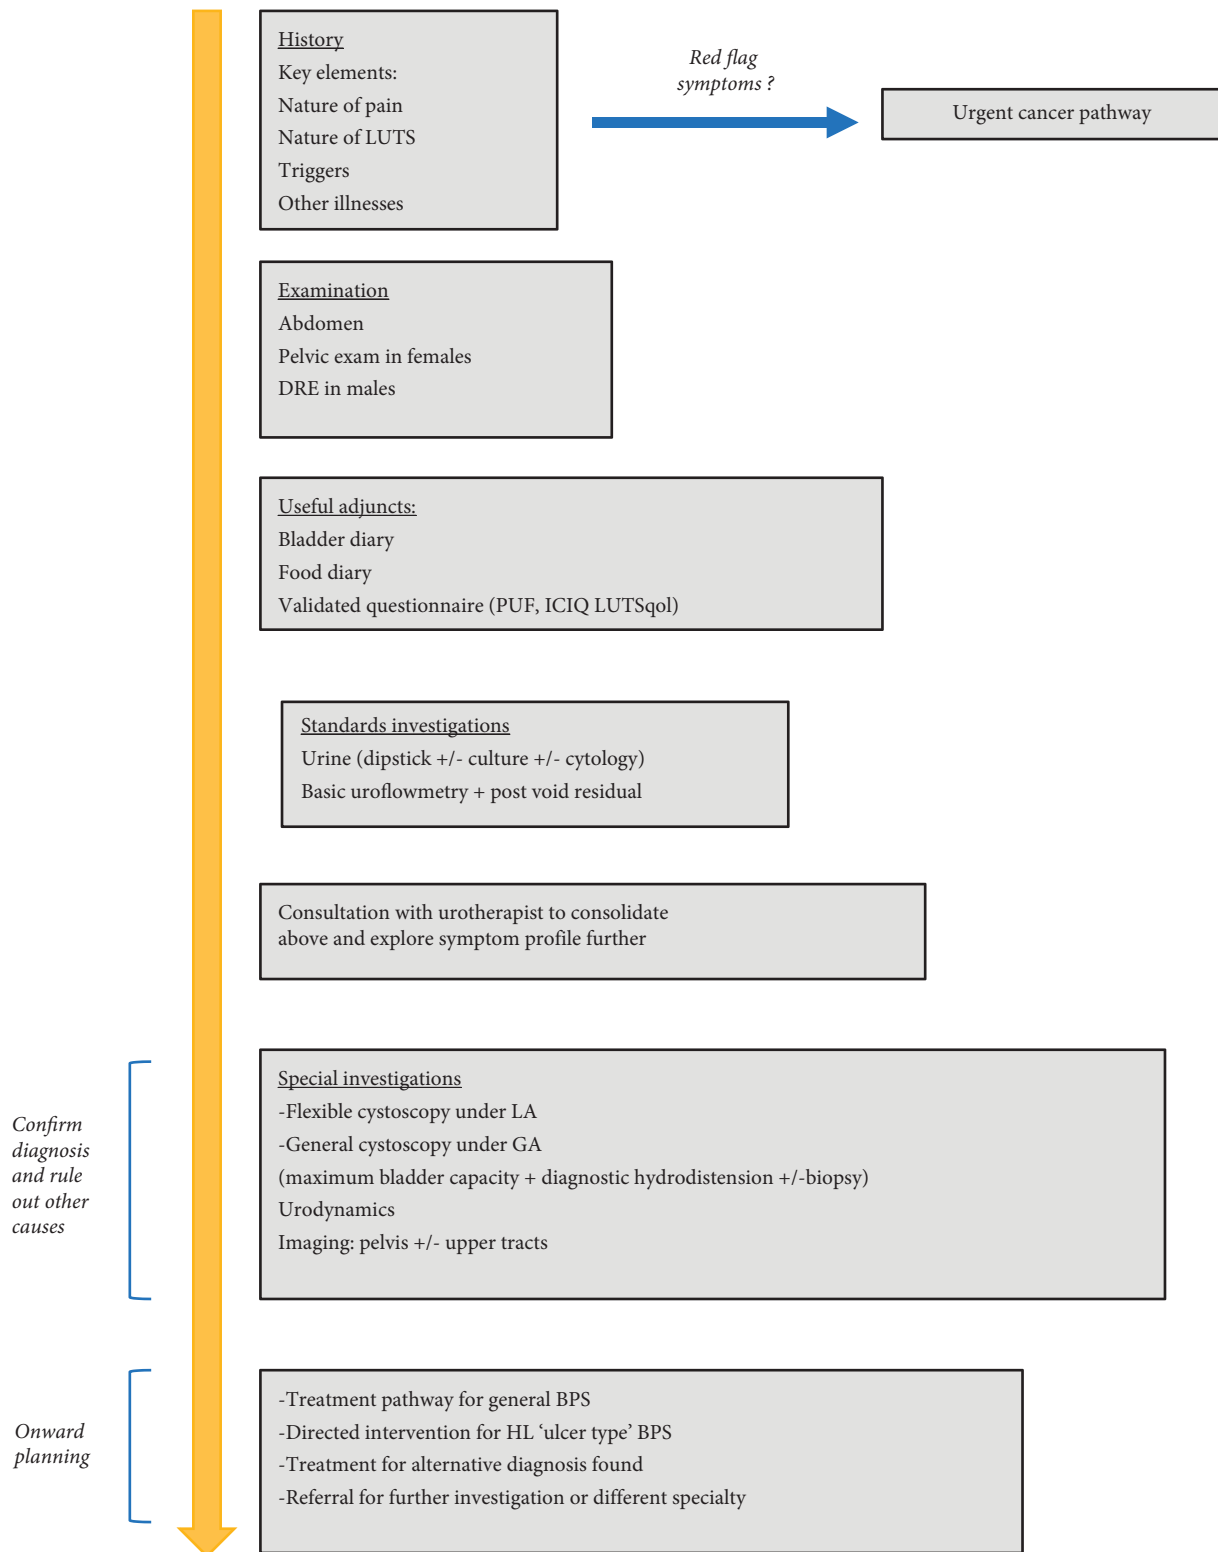 History
Key elements:
Nature of pain
Nature of LUTS
Triggers
Other illnesses
Red flag
symptoms ?
Urgent cancer pathway
Examination
Abdomen
Pelvic exam in females
DRE in males
Useful adjuncts:
Bladder diary
Food diary
Validated questionnaire (PUF, ICIQ LUTSqol)
Standards investigations
Urine (dipstick +/- culture +/- cytology)
Basic uroflowmetry + post void residual
Consultation with urotherapist to consolidate
above and explore symptom profile further
Confirm
diagnosis
and rule
out other
causes
Special investigations
-Flexible cystoscopy under LA
-General cystoscopy under GA
(maximum bladder capacity + diagnostic hydrodistension +/-biopsy)
Urodynamics
Imaging: pelvis +/- upper tracts
Onward
planning
-Treatment pathway for general BPS
-Directed intervention for HL ‘ulcer type’ BPS
-Treatment for alternative diagnosis found
-Referral for further investigation or different specialty